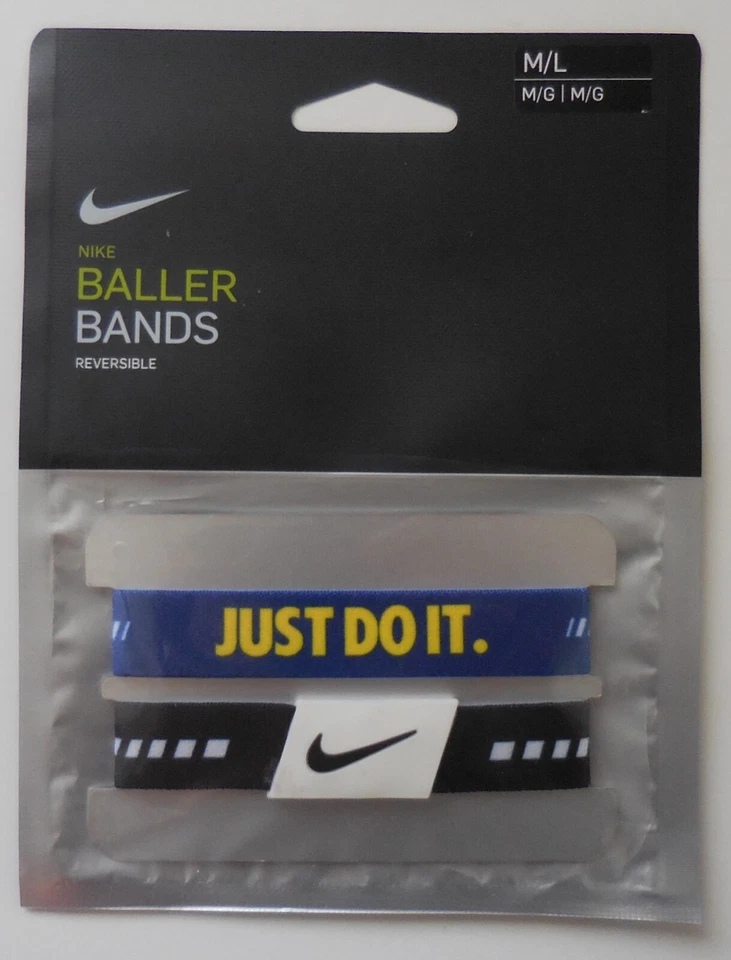 M/L
M/G | M/G
NIKE
BALLER
BANDS
REVERSIBLE
JUST DO IT.